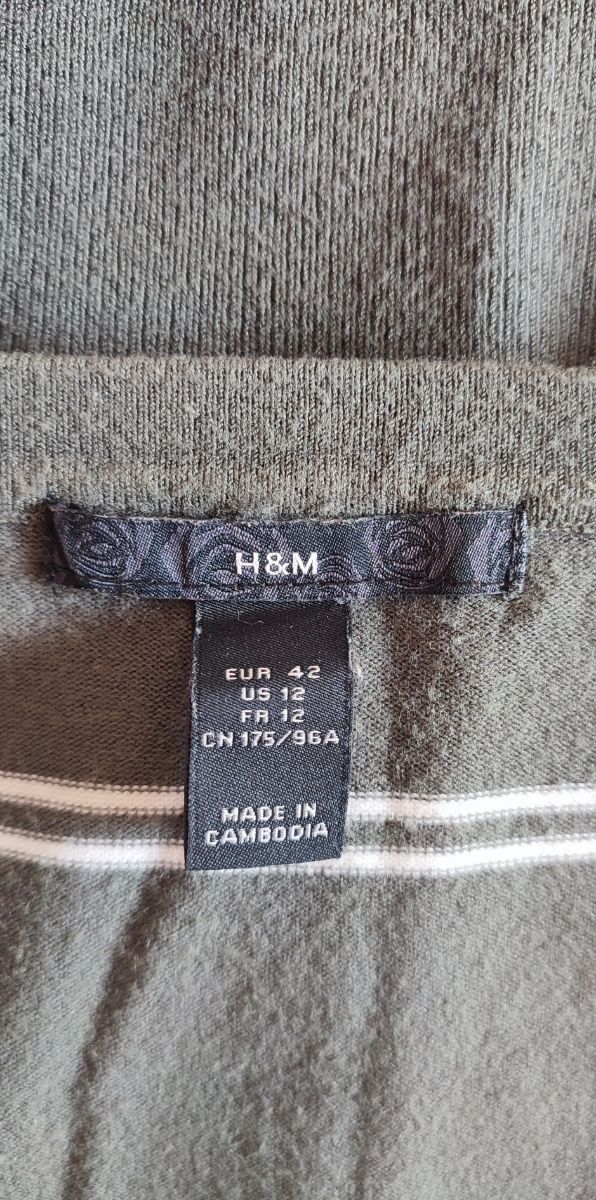 H&M
EUR 42
US 12
FR 12
CN 175/96A
MADE IN
CAMBODIA